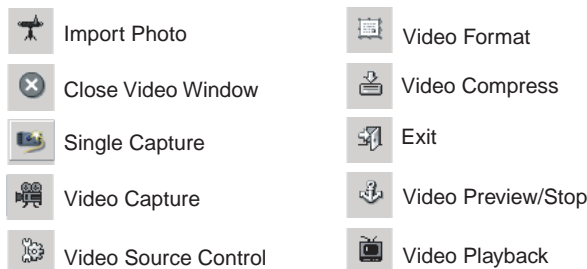 Import Photo
Close Video Window
Single Capture
Video Capture
Video Source Control
Video Format
Video Compress
Exit
Video Preview/Stop
Video Playback